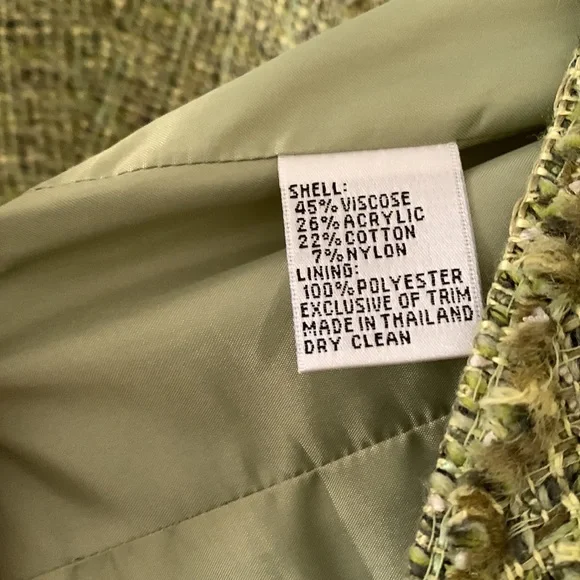 SHELL:
45% VISCOSE
26% ACRYLIC
22% COTTON
7% NYLON
LINING:
100% POLYESTER
EXCLUSIVE OF TRIM
MADE IN THAILAND
DRY CLEAN